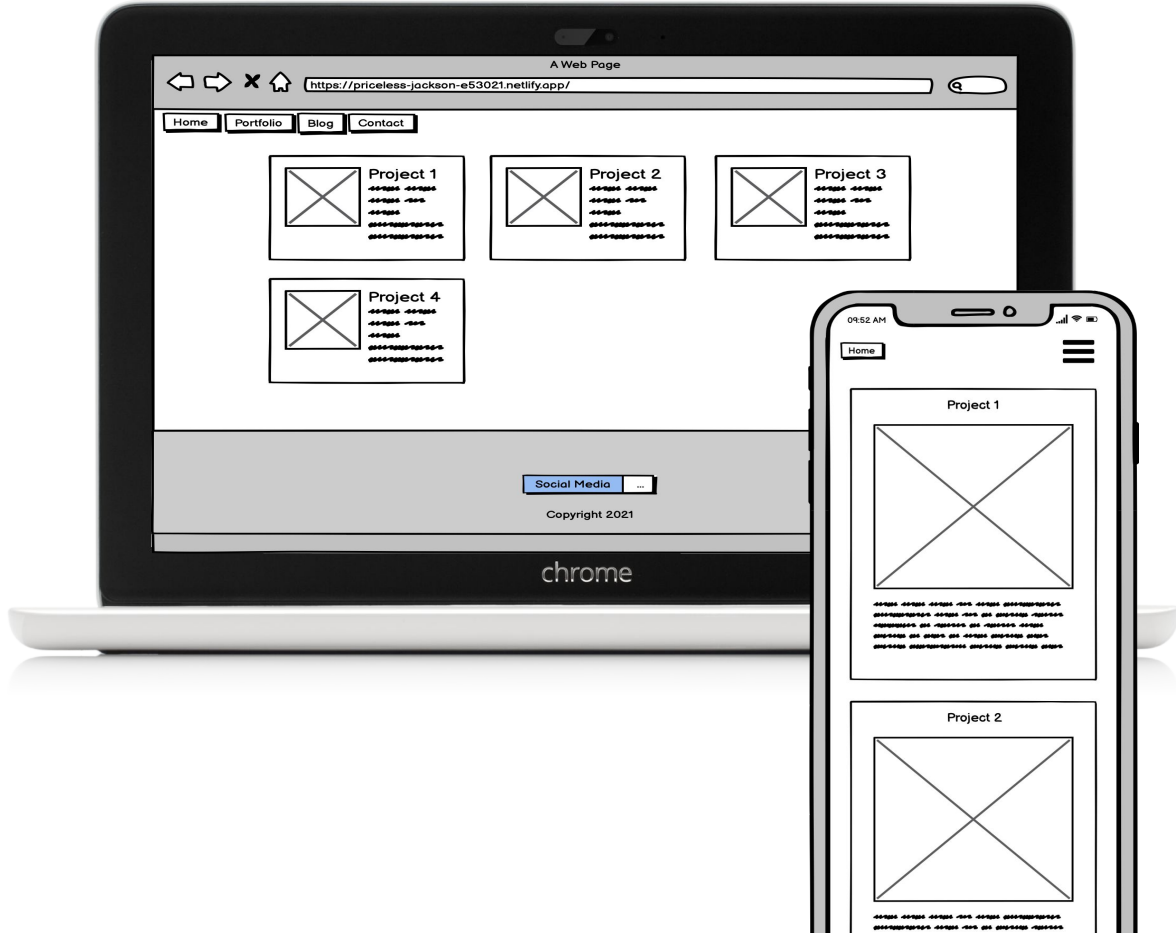 A Web Page
https://priceless-jackson-e53021.netlify.app/
Home Portfolio Blog Contact
Project 1 Project 2 Project 3
Project 4
Social Media ...
Copyright 2021
chrome
09:52 AM
Home
Project 1
Project 2